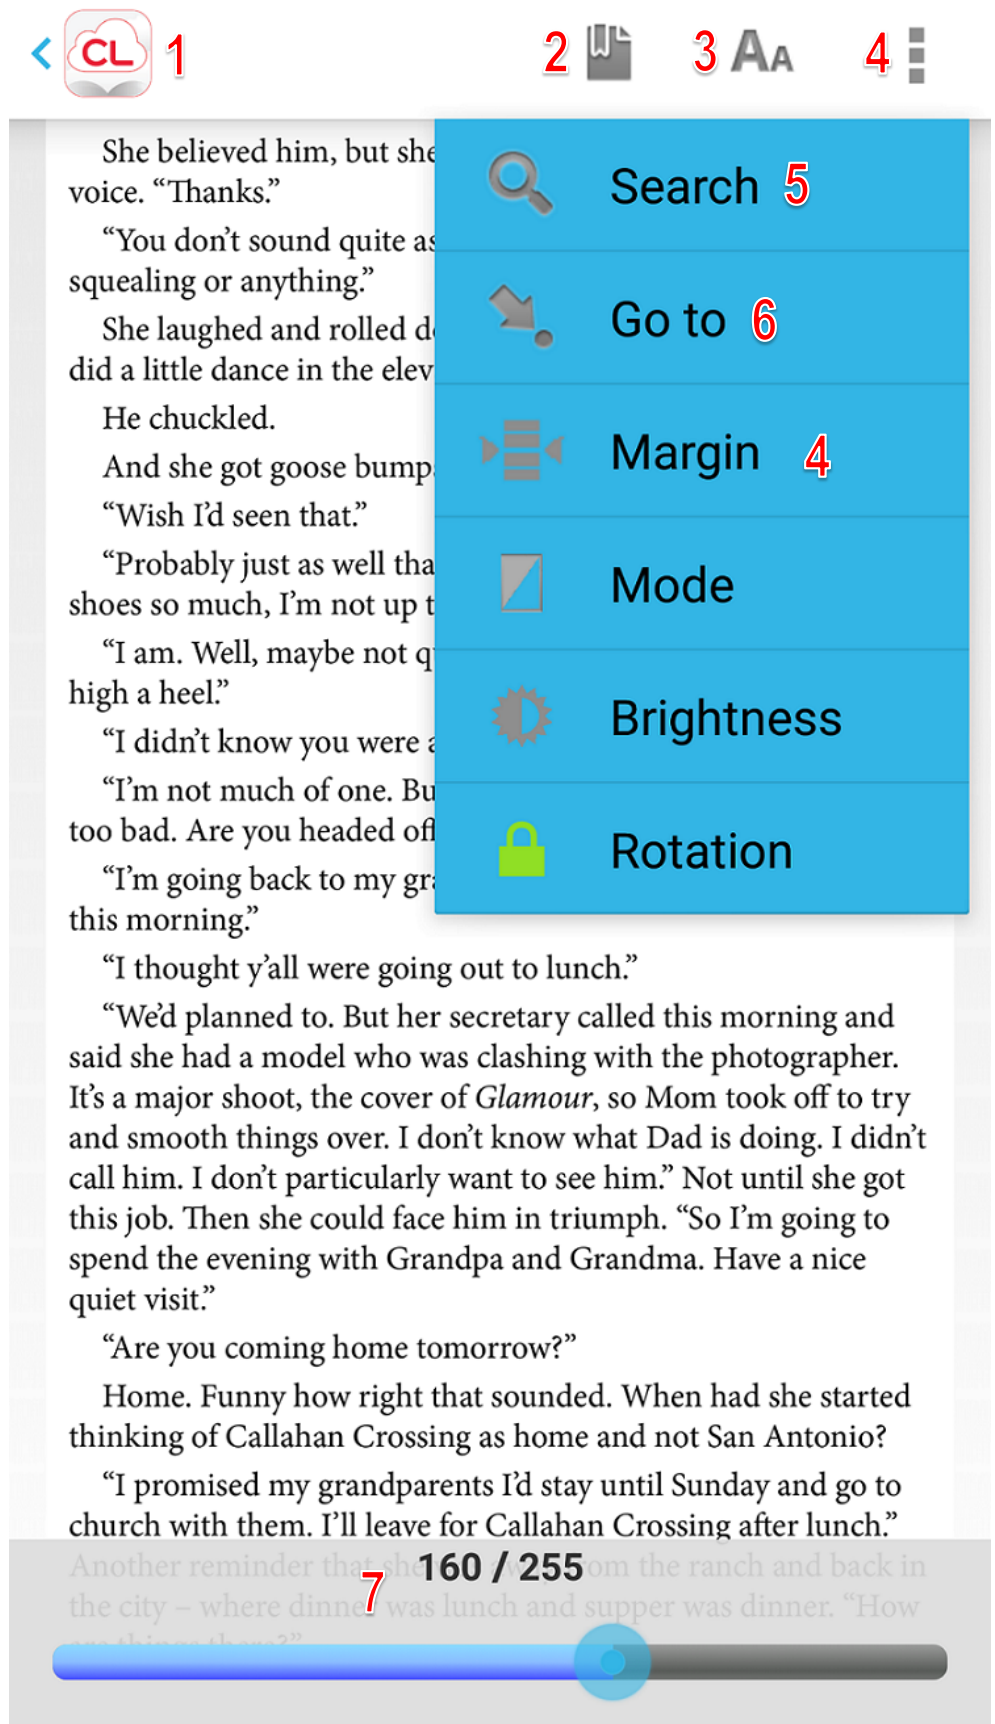 CL 1 2 3 AA 4
She believed him, but she
voice. “Thanks.”
“You don’t sound quite as
squealing or anything.”
She laughed and rolled d
did a little dance in the elev
He chuckled.
And she got goose bump
“Wish I’d seen that.”
“Probably just as well tha
shoes so much, I’m not up t
“I am. Well, maybe not q
high a heel.”
“I didn’t know you were a
“I’m not much of one. Bu
too bad. Are you headed off
“I’m going back to my gra
this morning.”
Search 5
Go to 6
Margin 4
Mode
Brightness
Rotation
“I thought y’all were going out to lunch.”
“We’d planned to. But her secretary called this morning and
said she had a model who was clashing with the photographer.
It’s a major shoot, the cover of Glamour, so Mom took off to try
and smooth things over. I don’t know what Dad is doing. I didn’t
call him. I don’t particularly want to see him.” Not until she got
this job. Then she could face him in triumph. “So I’m going to
spend the evening with Grandpa and Grandma. Have a nice
quiet visit.”
“Are you coming home tomorrow?”
Home. Funny how right that sounded. When had she started
thinking of Callahan Crossing as home and not San Antonio?
“I promised my grandparents I’d stay until Sunday and go to
church with them. I’ll leave for Callahan Crossing after lunch.”
Another reminder that she om the ranch and back in
160 / 255
7
the city – where dinner was lunch and supper was dinner. “How
are things there?”